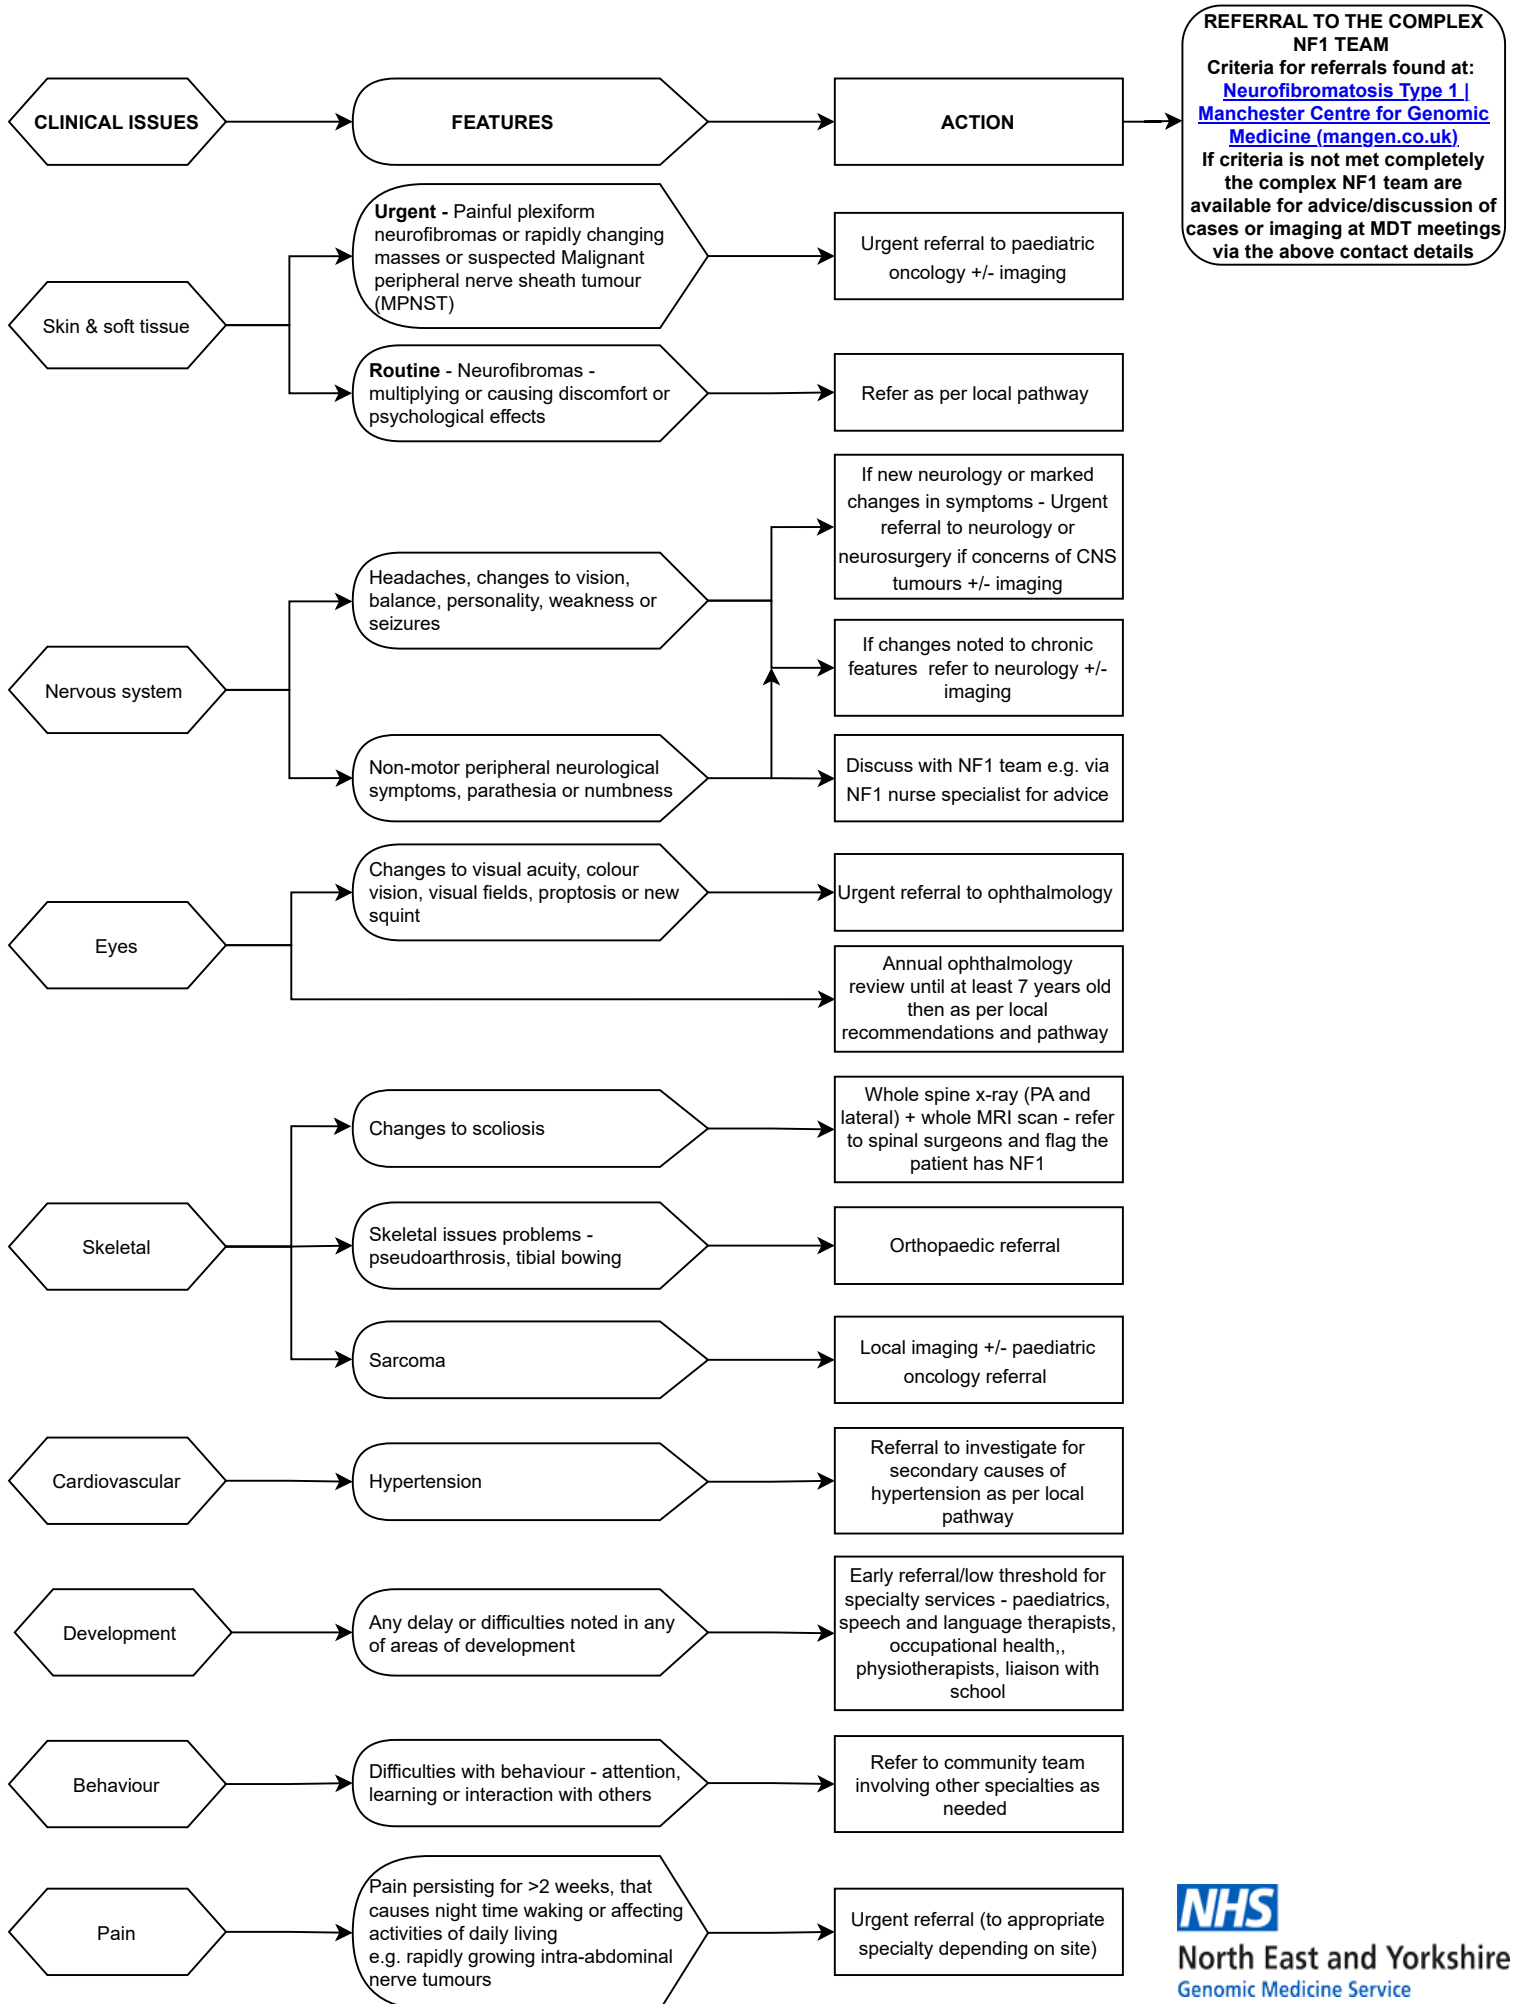 REFERRAL TO THE COMPLEX
NF1 TEAM
Criteria for referrals found at:
Neurofibromatosis Type 1 |
Manchester Centre for Genomic
Medicine (mangen.co.uk)
If criteria is not met completely
the complex NF1 team are
available for advice/discussion of
cases or imaging at MDT meetings
via the above contact details
CLINICAL ISSUES
FEATURES
ACTION
Skin & soft tissue
Urgent - Painful plexiform
neurofibromas or rapidly changing
masses or suspected Malignant
peripheral nerve sheath tumour
(MPNST)
Urgent referral to paediatric
oncology +/- imaging
Routine - Neurofibromas -
multiplying or causing discomfort or
psychological effects
Refer as per local pathway
Nervous system
Headaches, changes to vision,
balance, personality, weakness or
seizures
If new neurology or marked
changes in symptoms - Urgent
referral to neurology or
neurosurgery if concerns of CNS
tumours +/- imaging
If changes noted to chronic
features  refer to neurology +/-
imaging
Non-motor peripheral neurological
symptoms, parathesia or numbness
Discuss with NF1 team e.g. via
NF1 nurse specialist for advice
Eyes
Changes to visual acuity, colour
vision, visual fields, proptosis or new
squint
Urgent referral to ophthalmology
Annual ophthalmology
review until at least 7 years old
then as per local
recommendations and pathway
Skeletal
Changes to scoliosis
Whole spine x-ray (PA and
lateral) + whole MRI scan - refer
to spinal surgeons and flag the
patient has NF1
Skeletal issues problems -
pseudoarthrosis, tibial bowing
Orthopaedic referral
Sarcoma
Local imaging +/- paediatric
oncology referral
Cardiovascular
Hypertension
Referral to investigate for
secondary causes of
hypertension as per local
pathway
Development
Any delay or difficulties noted in any
of areas of development
Early referral/low threshold for
specialty services - paediatrics,
speech and language therapists,
occupational health,,
physiotherapists, liaison with
school
Behaviour
Difficulties with behaviour - attention,
learning or interaction with others
Refer to community team
involving other specialties as
needed
Pain
Pain persisting for >2 weeks, that
causes night time waking or affecting
activities of daily living
e.g. rapidly growing intra-abdominal
nerve tumours
Urgent referral (to appropriate
specialty depending on site)
NHS
North East and Yorkshire
Genomic Medicine Service